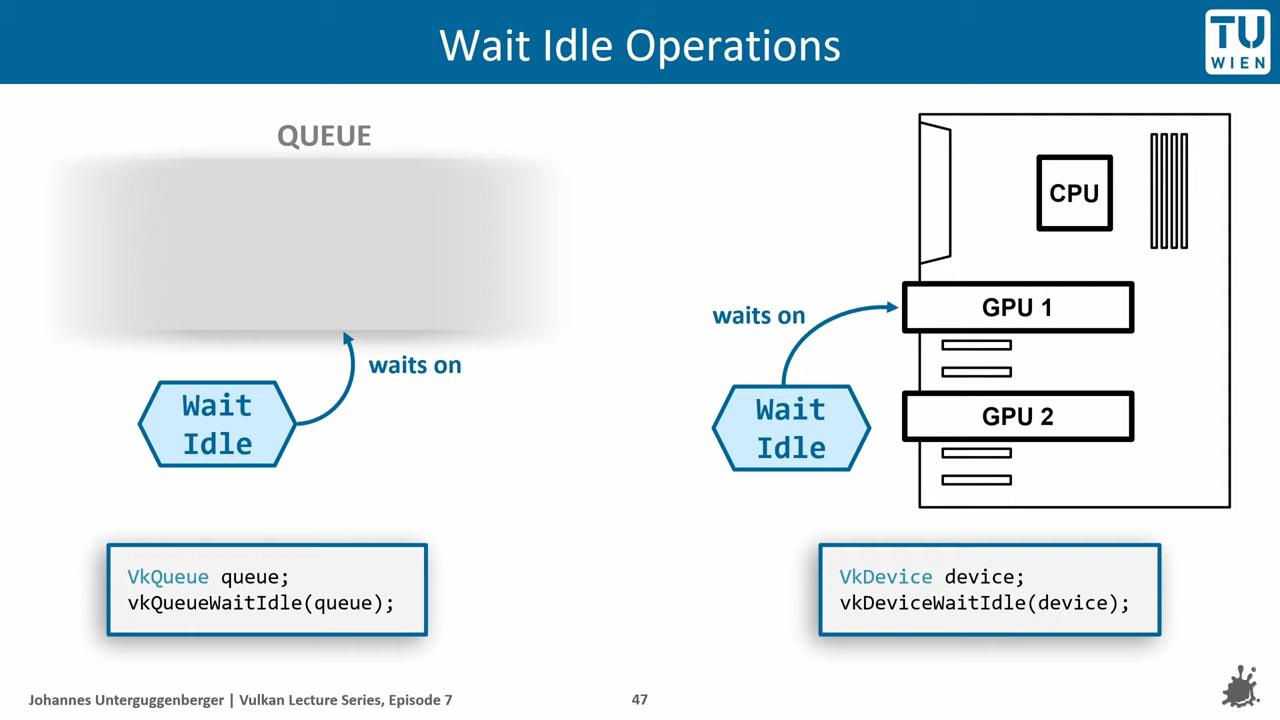 Wait Idle Operations
TU
WIEN
QUEUE
waits on
Wait
Idle
VkQueue queue;
vkQueueWaitIdle(queue);
CPU
GPU 1
waits on
Wait
Idle
GPU 2
VkDevice device;
vkDeviceWaitIdle(device);
Johannes Unterguggenberger | Vulkan Lecture Series, Episode 7
47